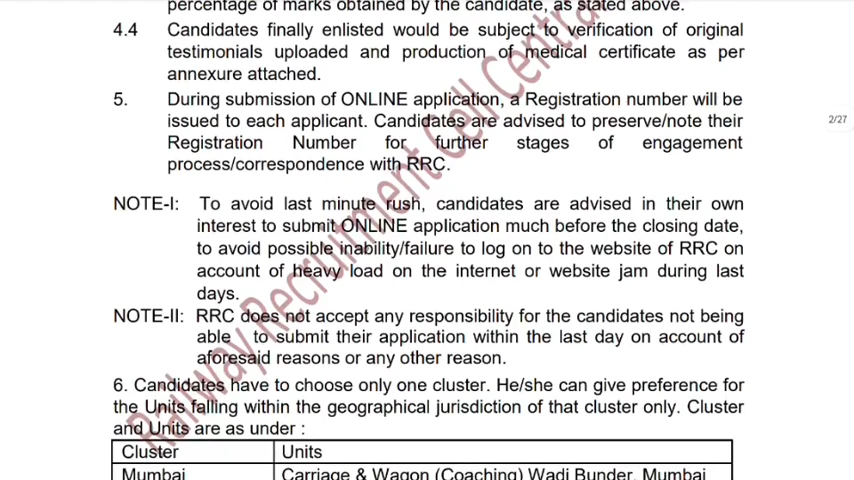 percentage of marks obtained by the candidate, as stated above.
4.4 Candidates finally enlisted would be subject to verification of original
testimonials uploaded and production of medical certificate as per
annexure attached.
5. During submission of ONLINE application, a Registration number will be
issued to each applicant. Candidates are advised to preserve/note their
Registration Number for further stages of engagement
process/correspondence with RRC.
2/27
NOTE-I: To avoid last minute rush, candidates are advised in their own
interest to submit ONLINE application much before the closing date,
to avoid possible inability/failure to log on to the website of RRC on
account of heavy load on the internet or website jam during last
days.
NOTE-II: RRC does not accept any responsibility for the candidates not being
able to submit their application within the last day on account of
aforesaid reasons or any other reason.
6. Candidates have to choose only one cluster. He/she can give preference for
the Units falling within the geographical jurisdiction of that cluster only. Cluster
and Units are as under :
Cluster Units
Mumbai Carriage & Wagon (Coaching) Wadi Bunder, Mumbai
Railway Recruitment Cell Central